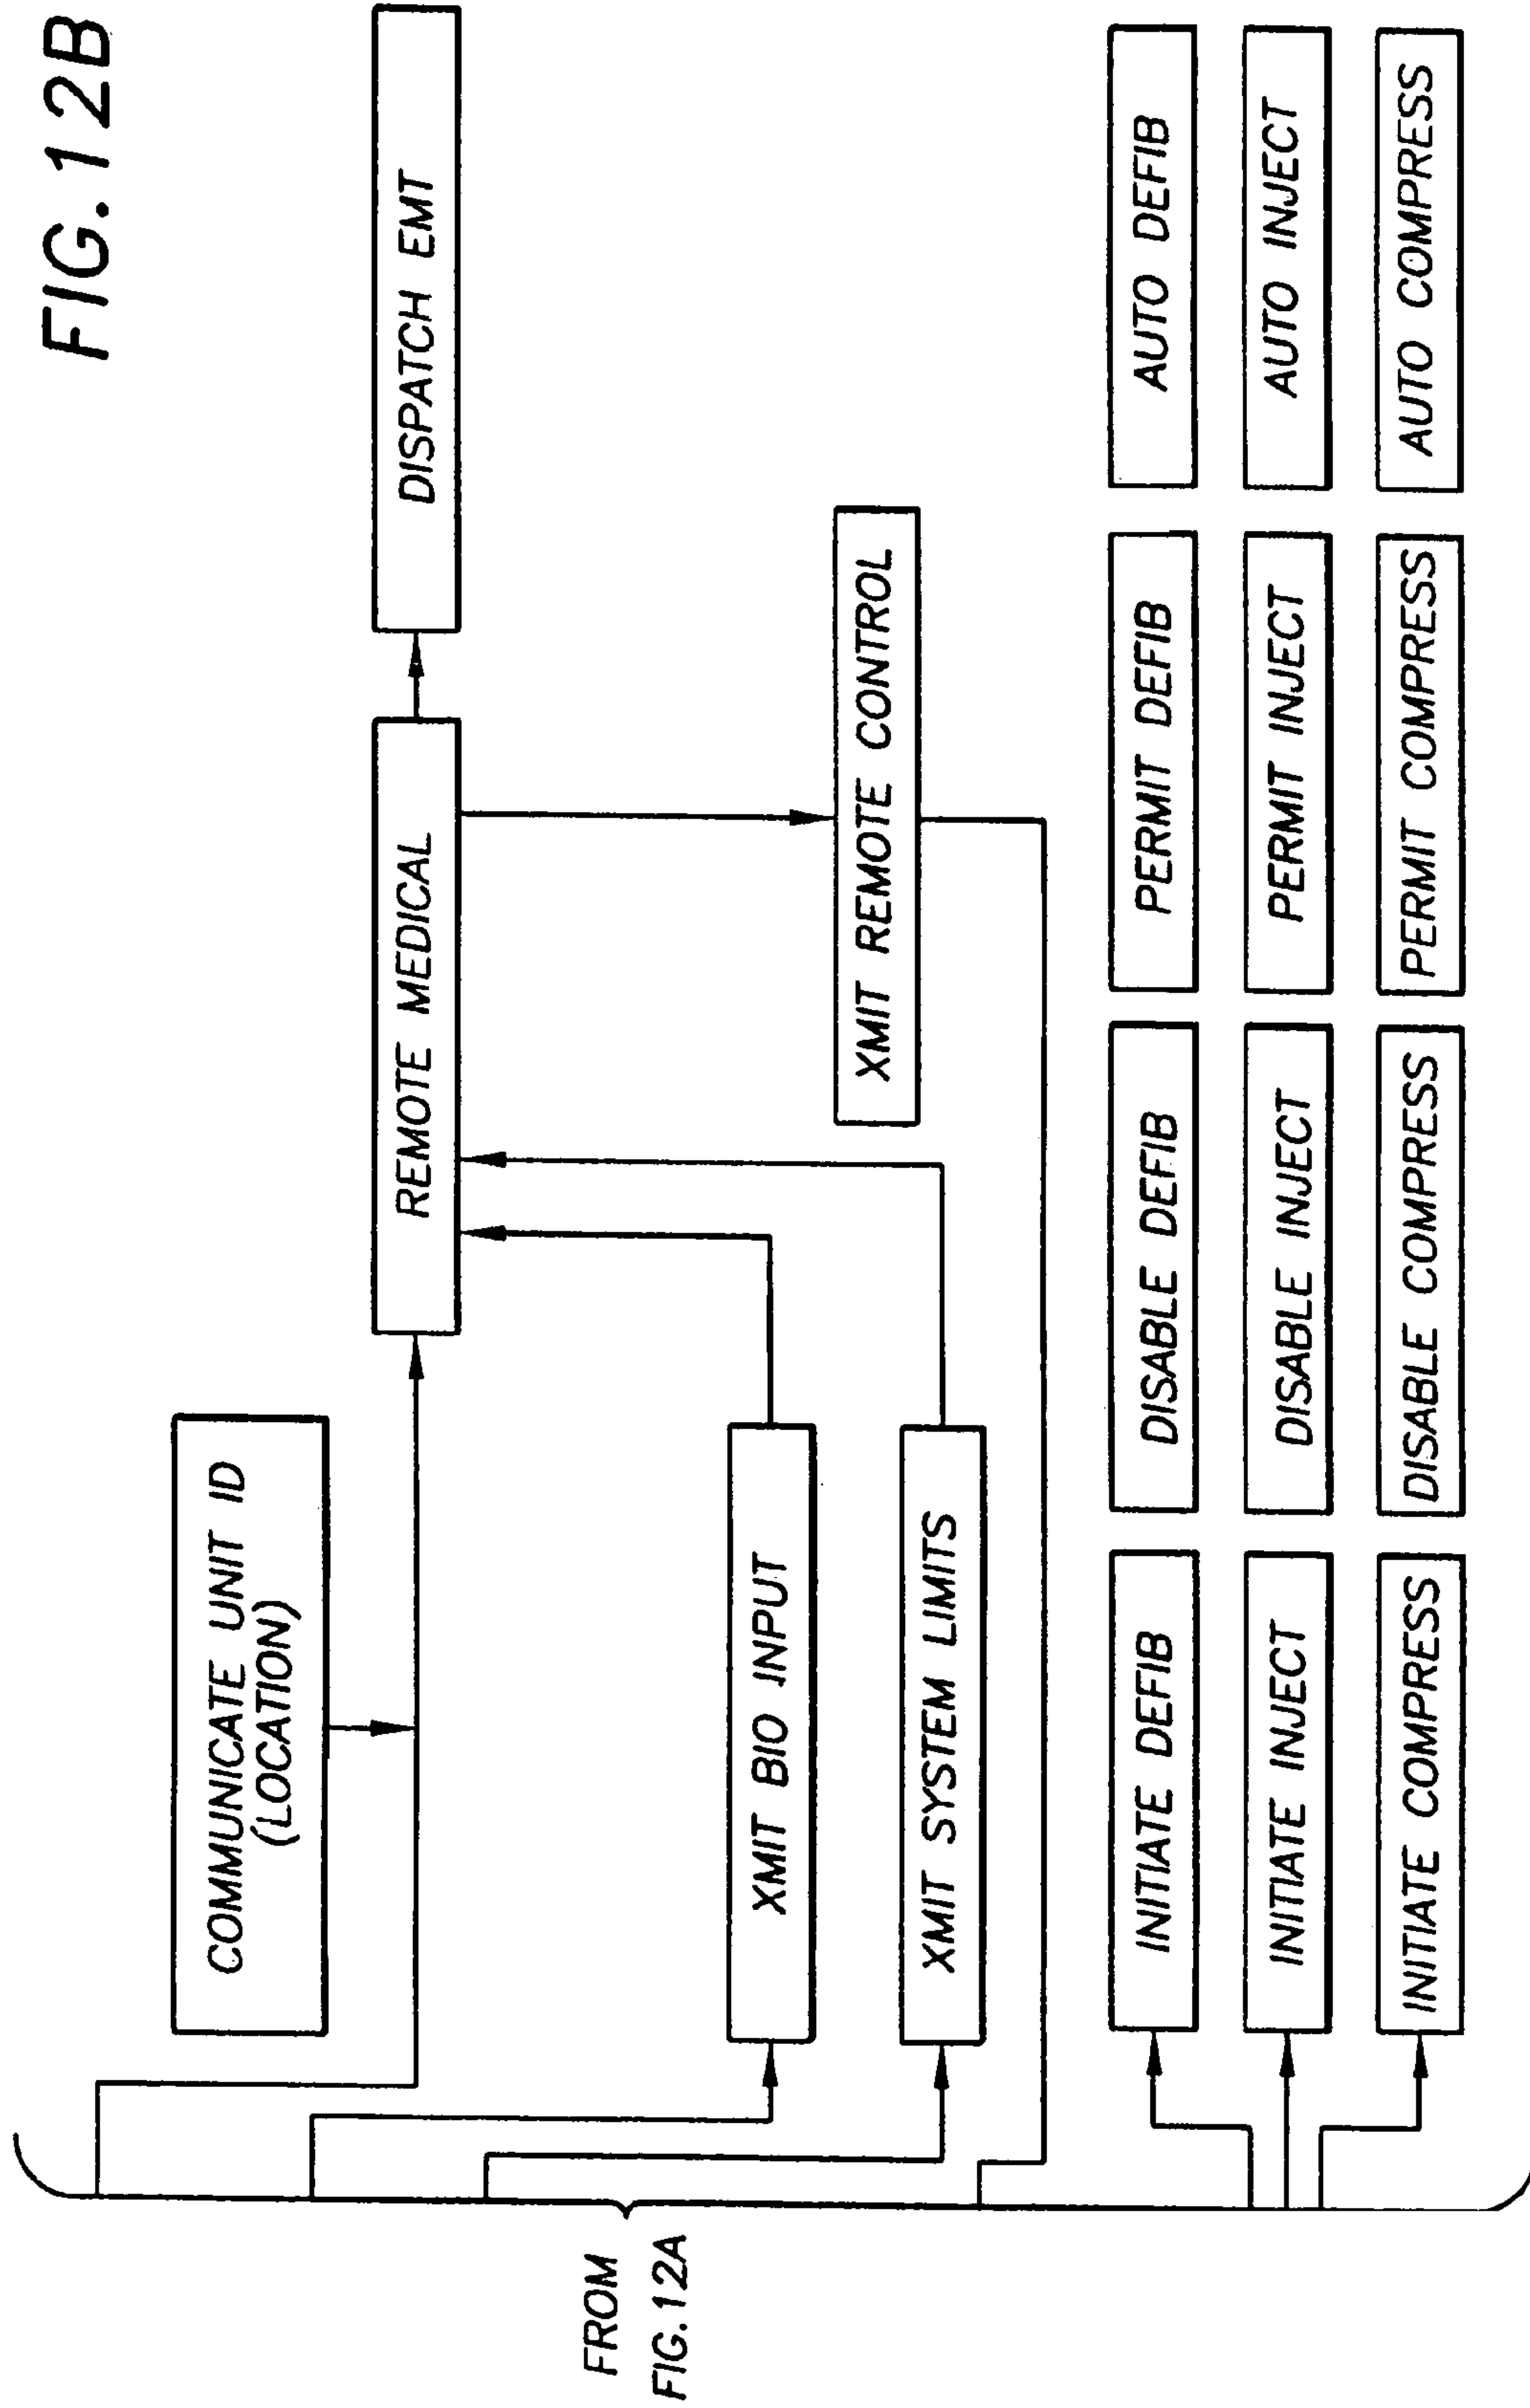 FIG. 12B
COMMUNICATE UNIT ID
(LOCATION)
REMOTE MEDICAL
DISPATCH EMT
XMIT BIO INPUT
XMIT REMOTE CONTROL
XMIT SYSTEM LIMITS
FROM
FIG. 12A
INITIATE DEFIB
DISABLE DEFIB
PERMIT DEFIB
AUTO DEFIB
INITIATE INJECT
DISABLE INJECT
PERMIT INJECT
AUTO INJECT
INITIATE COMPRESS
DISABLE COMPRESS
PERMIT COMPRESS
AUTO COMPRESS